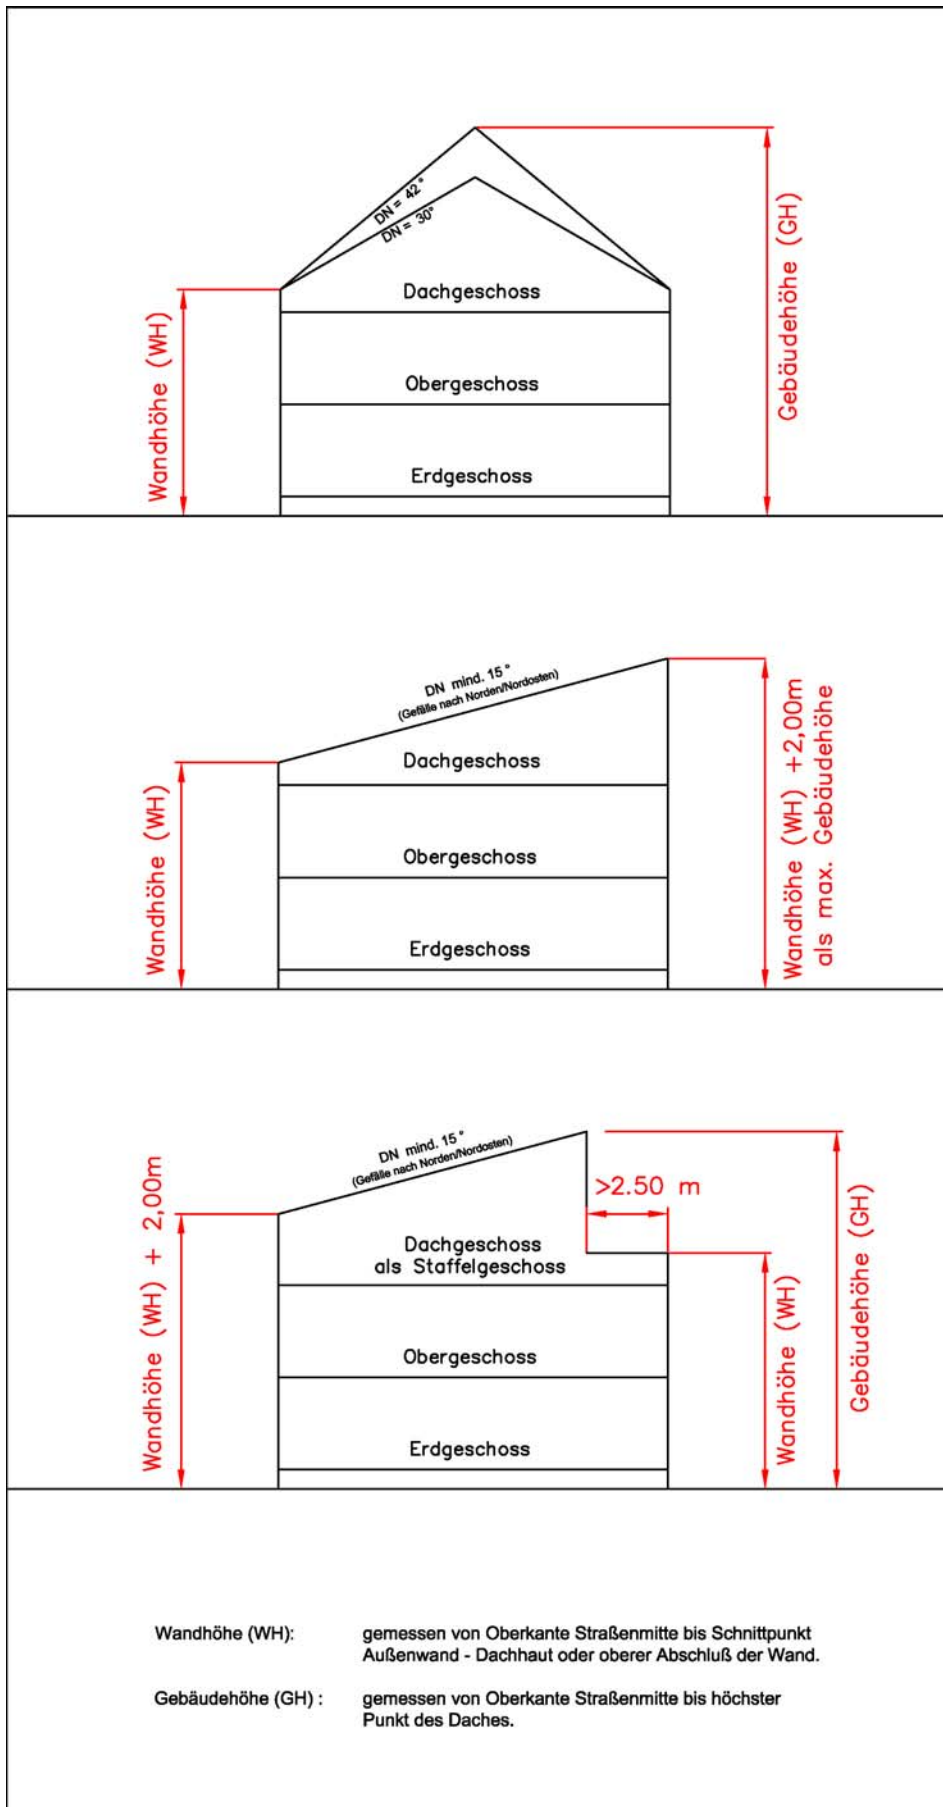 DN = 42°
DN = 30°
Dachgeschoss
Obergeschoss
Erdgeschoss
Wandhöhe (WH)
Gebäudehöhe (GH)
DN mind. 15°
(Gefälle nach Norden/Nordosten)
Dachgeschoss
Obergeschoss
Erdgeschoss
Wandhöhe (WH)
Wandhöhe (WH) +2,00m
als max. Gebäudehöhe
DN mind. 15°
(Gefälle nach Norden/Nordosten)
>2.50 m
Dachgeschoss
als Staffelgeschoss
Obergeschoss
Erdgeschoss
Wandhöhe (WH) + 2,00m
Wandhöhe (WH)
Gebäudehöhe (GH)
Wandhöhe (WH): gemessen von Oberkante Straßenmitte bis Schnittpunkt
Außenwand - Dachhaut oder oberer Abschluß der Wand.
Gebäudehöhe (GH) : gemessen von Oberkante Straßenmitte bis höchster
Punkt des Daches.